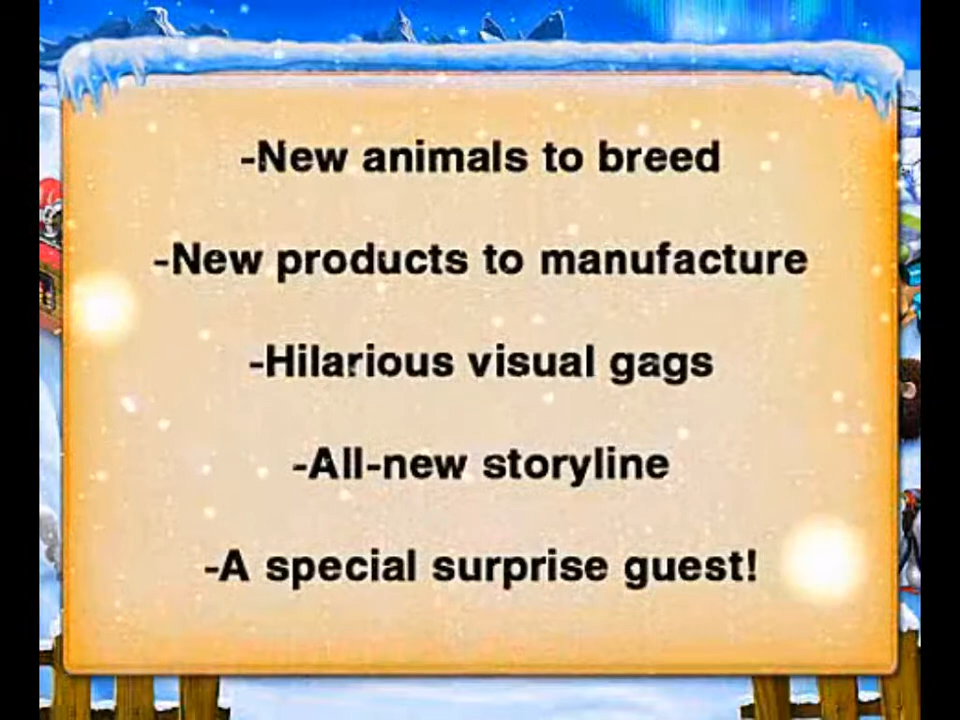 -New animals to breed
-New products to manufacture
-Hilarious visual gags
-All-new storyline
-A special surprise guest!